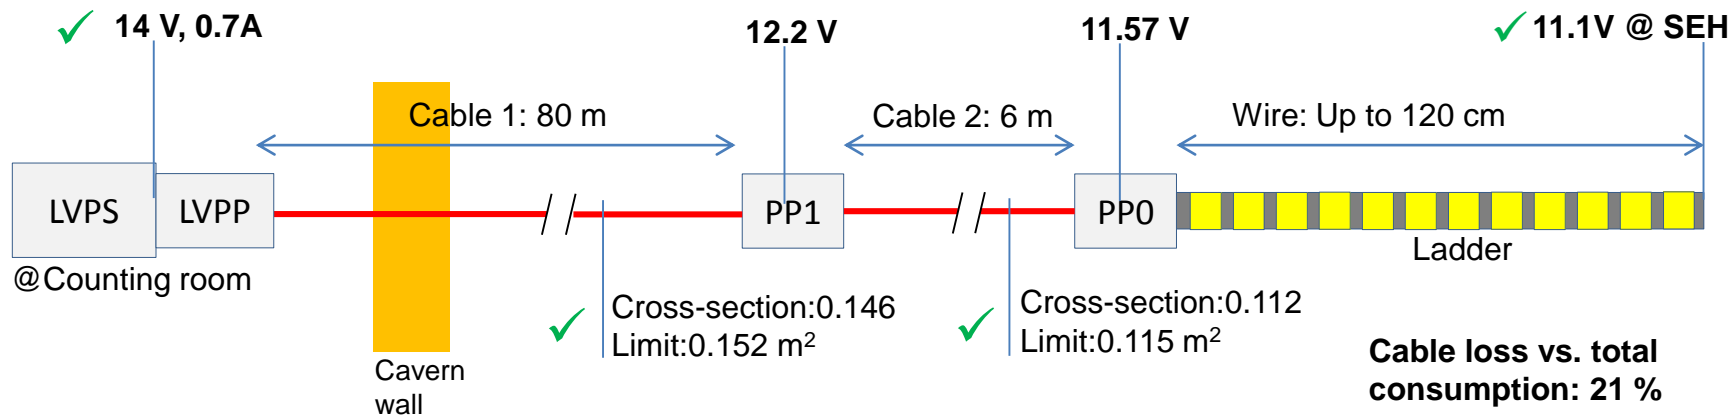 14 V, 0.7A
12.2 V
11.57 V
11.1V @ SEH
Cable 1: 80 m
Cable 2: 6 m
Wire: Up to 120 cm
LVPS
LVPP
PP1
PP0
Ladder
@Counting room
Cross-section:0.146
Limit:0.152 m²
Cross-section:0.112
Limit:0.115 m²
Cavern
wall
Cable loss vs. total
consumption: 21 %